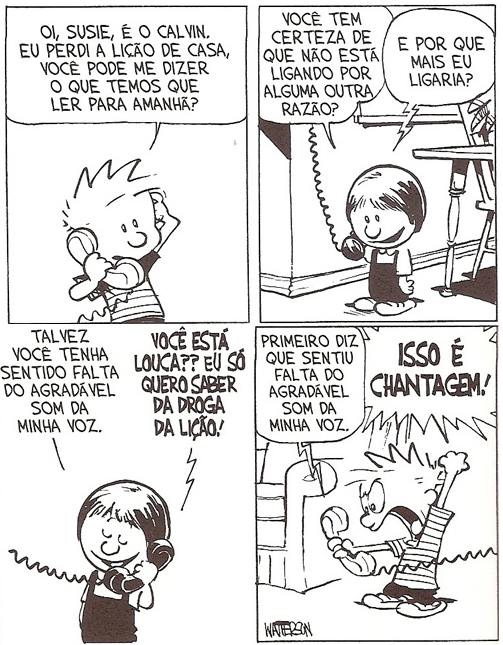 OI, SUSIE, É O CALVIN.
EU PERDI A LIÇÃO DE CASA,
VOCÊ PODE ME DIZER
O QUE TEMOS QUE
LER PARA AMANHÃ?
VOCÊ TEM
CERTEZA DE
QUE NÃO ESTÁ
LIGANDO POR
ALGUMA OUTRA
RAZÃO?
E POR QUE
MAIS EU
LIGARIA?
TALVEZ
VOCÊ TENHA
SENTIDO FALTA
DO AGRADÁVEL
SOM DA
MINHA VOZ.
VOCÊ ESTÁ
LOUCA?? EU SÓ
QUERO SABER
DA DROGA
DA LIÇÃO!
PRIMEIRO DIZ
QUE SENTIU
FALTA DO
AGRADÁVEL
SOM DA
MINHA VOZ.
ISSO É
CHANTAGEM!
WATTERSON